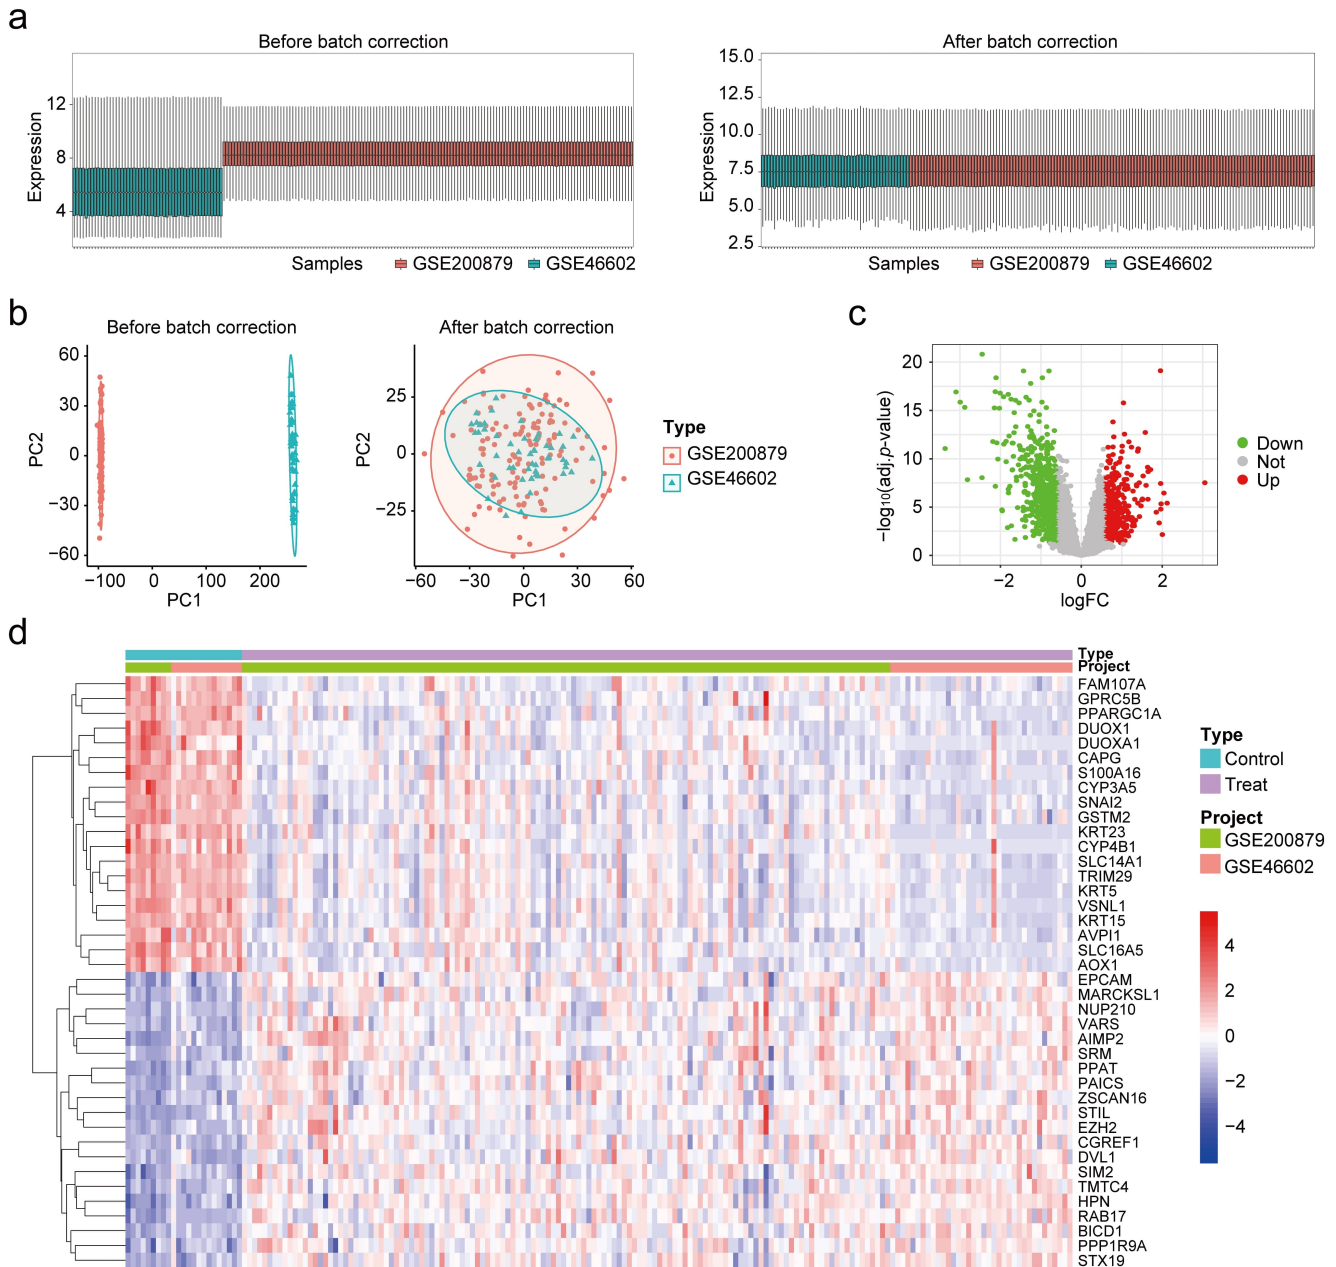 a
Before batch correction
Expression
12
8
4
Samples GSE200879 GSE46602
After batch correction
Expression
15.0
12.5
10.0
7.5
5.0
2.5
Samples GSE200879 GSE46602
b
Before batch correction
PC2
60
30
0
−30
−60
−100 0 100 200
PC1
After batch correction
PC2
25
0
−25
−60 −30 0 30 60
PC1
Type
GSE200879
GSE46602
c
−log10(adj.p-value)
20
15
10
5
0
−2 0 2
logFC
Down
Not
Up
d
Type
Project
FAM107A
GPRC5B
PPARGC1A
DUOX1
DUOXA1
CAPG
S100A16
CYP3A5
SNAI2
GSTM2
KRT23
CYP4B1
SLC14A1
TRIM29
KRT5
VSNL1
KRT15
AVPI1
SLC16A5
AOX1
EPCAM
MARCKSL1
NUP210
VARS
AIMP2
SRM
PPAT
PAICS
ZSCAN16
STIL
EZH2
CGREF1
DVL1
SIM2
TMTC4
HPN
RAB17
BICD1
PPP1R9A
STX19
Type
Control
Treat
Project
GSE200879
GSE46602
4
2
0
−2
−4